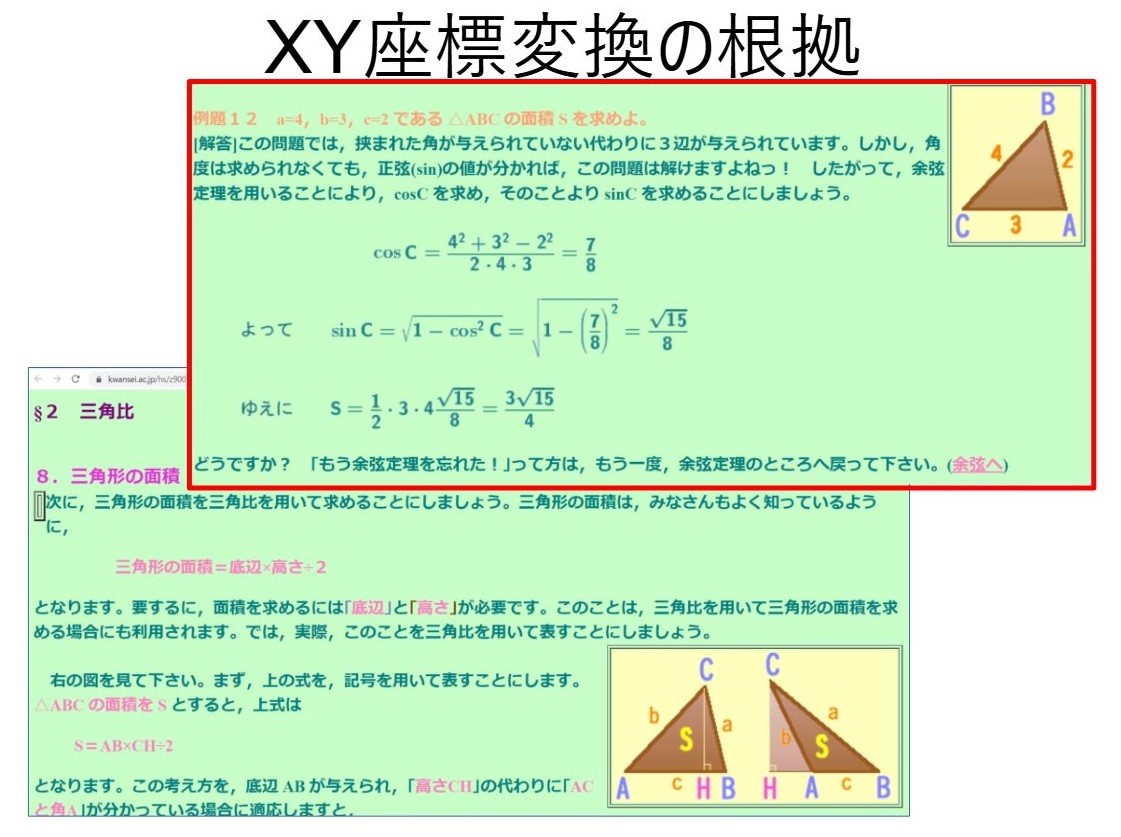 XY座標変換の根拠
例題12 a=4，b=3，c=2 である △ABC の面積 S を求めよ。
[解答]この問題では，挟まれた角が与えられていない代わりに３辺が与えられています。しかし，角
度は求められなくても，正弦(sin)の値が分かれば，この問題は解けますよねっ！　したがって，余弦
定理を用いることにより，cosC を求め，そのことより sinC を求めることにしましょう。
B
4 2
C 3 A
cos C = \frac{4² + 3² − 2²}{2・4・3} = \frac{7}{8}
よって sin C = √(1 − cos² C) = √(1 − (7/8)²) = √15/8
ゆえに S = 1/2・3・4 √15/8 = 3√15/4
どうですか？　「もう余弦定理を忘れた！」って方は，もう一度，余弦定理のところへ戻って下さい。(余弦へ)
kwansei.ac.jp/hs/z900
§2　三角比
８．三角形の面積
次に，三角形の面積を三角比を用いて求めることにしましょう。三角形の面積は，みなさんもよく知っているよう
に，
三角形の面積＝底辺×高さ÷２
となります。要するに，面積を求めるには「底辺」と「高さ」が必要です。このことは，三角比を用いて三角形の面積を求
める場合にも利用されます。では，実際，このことを三角比を用いて表すことにしましょう。
右の図を見て下さい。まず，上の式を，記号を用いて表すことにします。
△ABC の面積を S とすると，上式は
S＝AB×CH÷2
となります。この考え方を，底辺 AB が与えられ，「高さCH」の代わりに「AC
と角A」が分かっている場合に適応しますと，
C C
b a b a
S S
A c H B H A c B